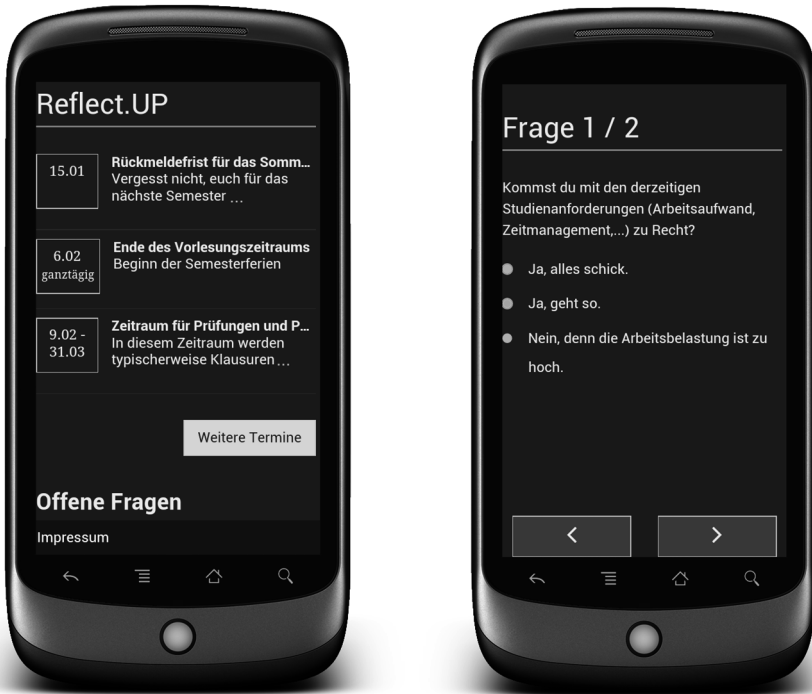 Reflect.UP
15.01
Rückmeldefrist für das Somm...
Vergesst nicht, euch für das
nächste Semester ...
6.02
ganztägig
Ende des Vorlesungszeitraums
Beginn der Semesterferien
9.02 -
31.03
Zeitraum für Prüfungen und P...
In diesem Zeitraum werden
typischerweise Klausuren ...
Weitere Termine
Offene Fragen
Impressum
Frage 1 / 2
Kommst du mit den derzeitigen
Studienanforderungen (Arbeitsaufwand,
Zeitmanagement,...) zu Recht?
Ja, alles schick.
Ja, geht so.
Nein, denn die Arbeitsbelastung ist zu
hoch.